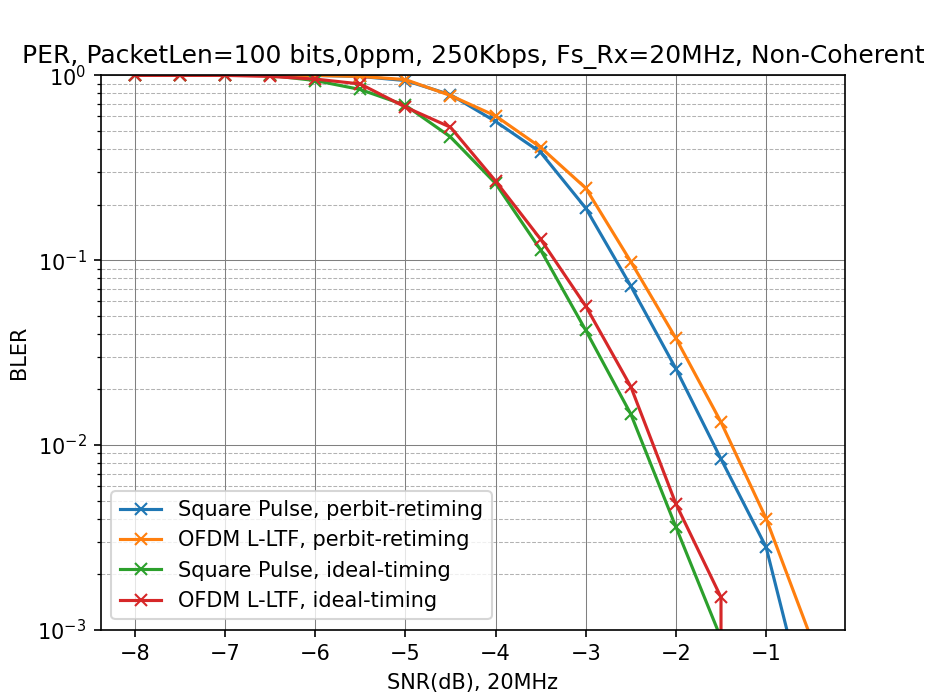 PER, PacketLen=100 bits,0ppm, 250Kbps, Fs_Rx=20MHz, Non-Coherent
10⁰
10⁻¹
10⁻²
10⁻³
BLER
Square Pulse, perbit-retiming
OFDM L-LTF, perbit-retiming
Square Pulse, ideal-timing
OFDM L-LTF, ideal-timing
−8 −7 −6 −5 −4 −3 −2 −1
SNR(dB), 20MHz